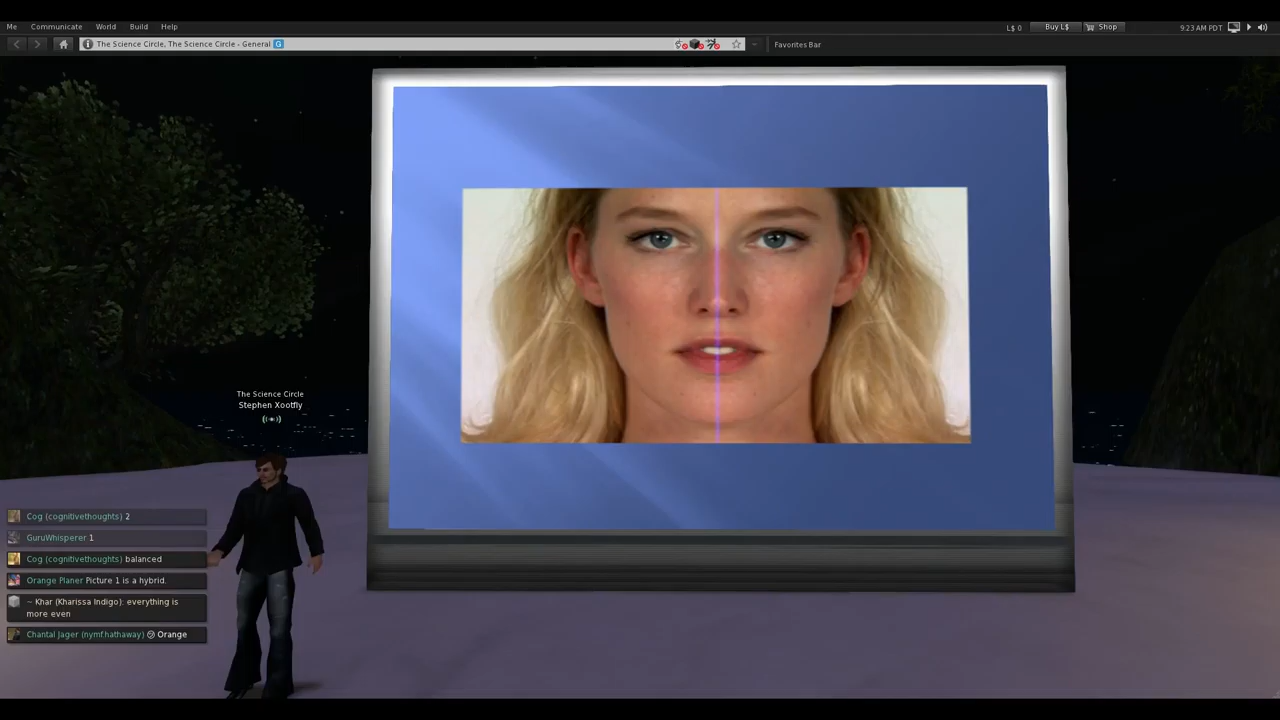 Me Communicate World Build Help
L$ 0 Buy L$ Shop 9:23 AM PDT
The Science Circle, The Science Circle - General G
Favorites Bar
The Science Circle
Stephen Xootfly
Cog (cognitivethoughts) 2
GuruWhisperer 1
Cog (cognitivethoughts) balanced
Orange Planer Picture 1 is a hybrid.
~ Khar (Kharissa Indigo): everything is
more even
Chantal Jager (nymf.hathaway) Orange